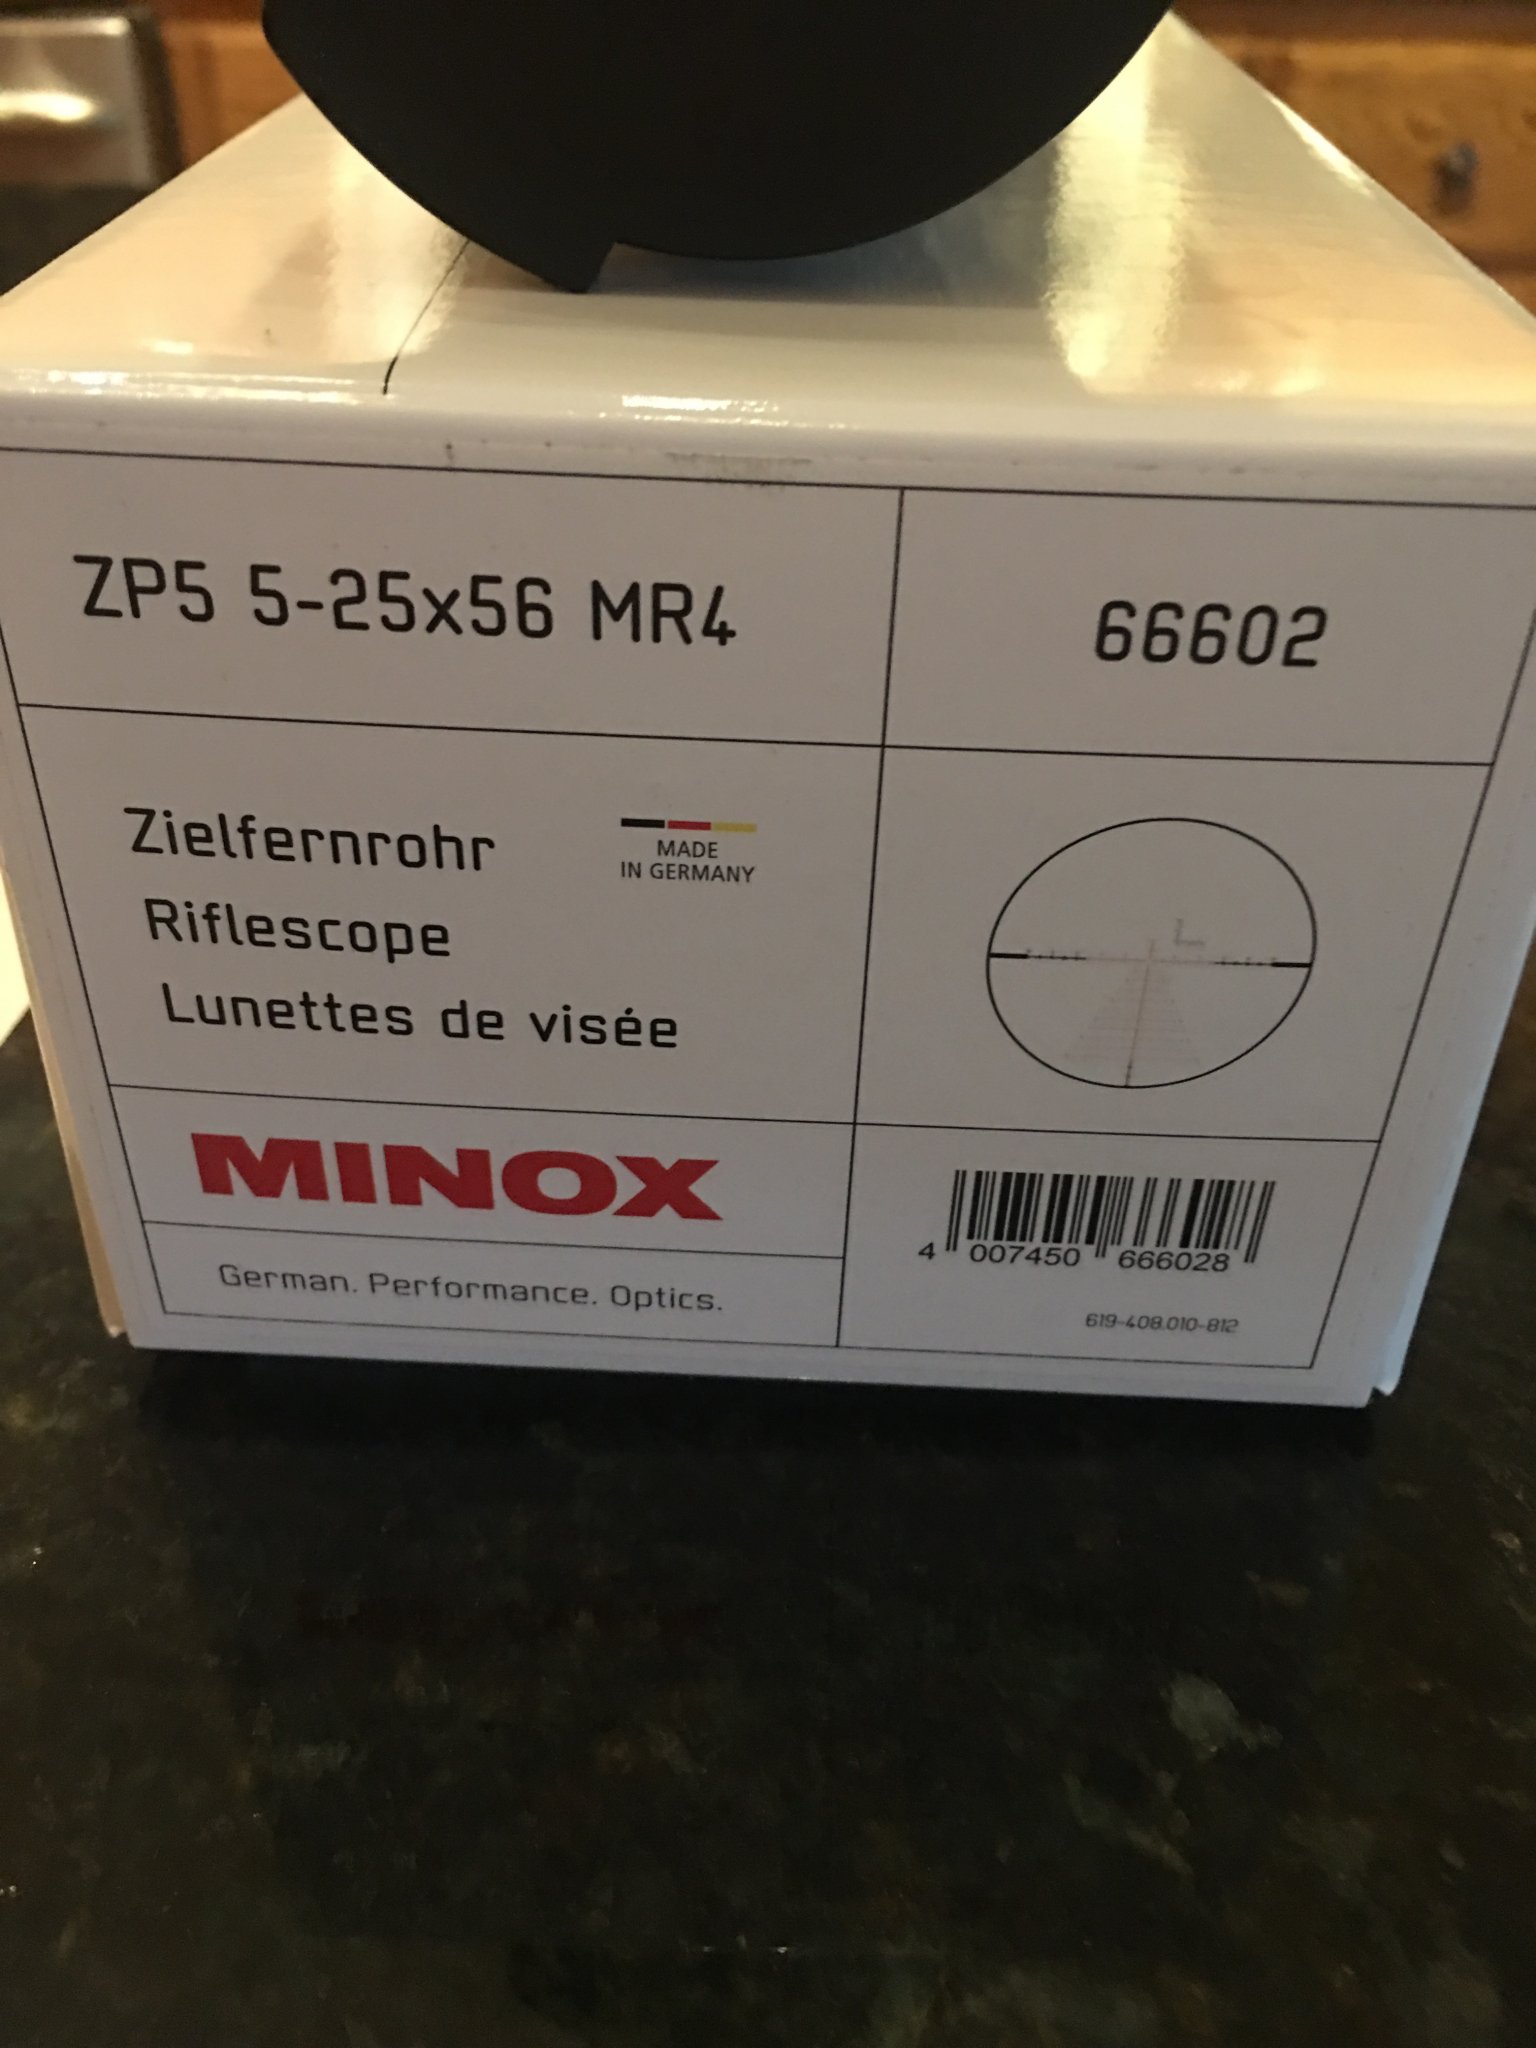 ZP5 5-25x56 MR4
66602
Zielfernrohr
MADE
IN GERMANY
Riflescope
Lunettes de visée
MINOX
German. Performance. Optics.
4 007450 666028
619-408.010-812